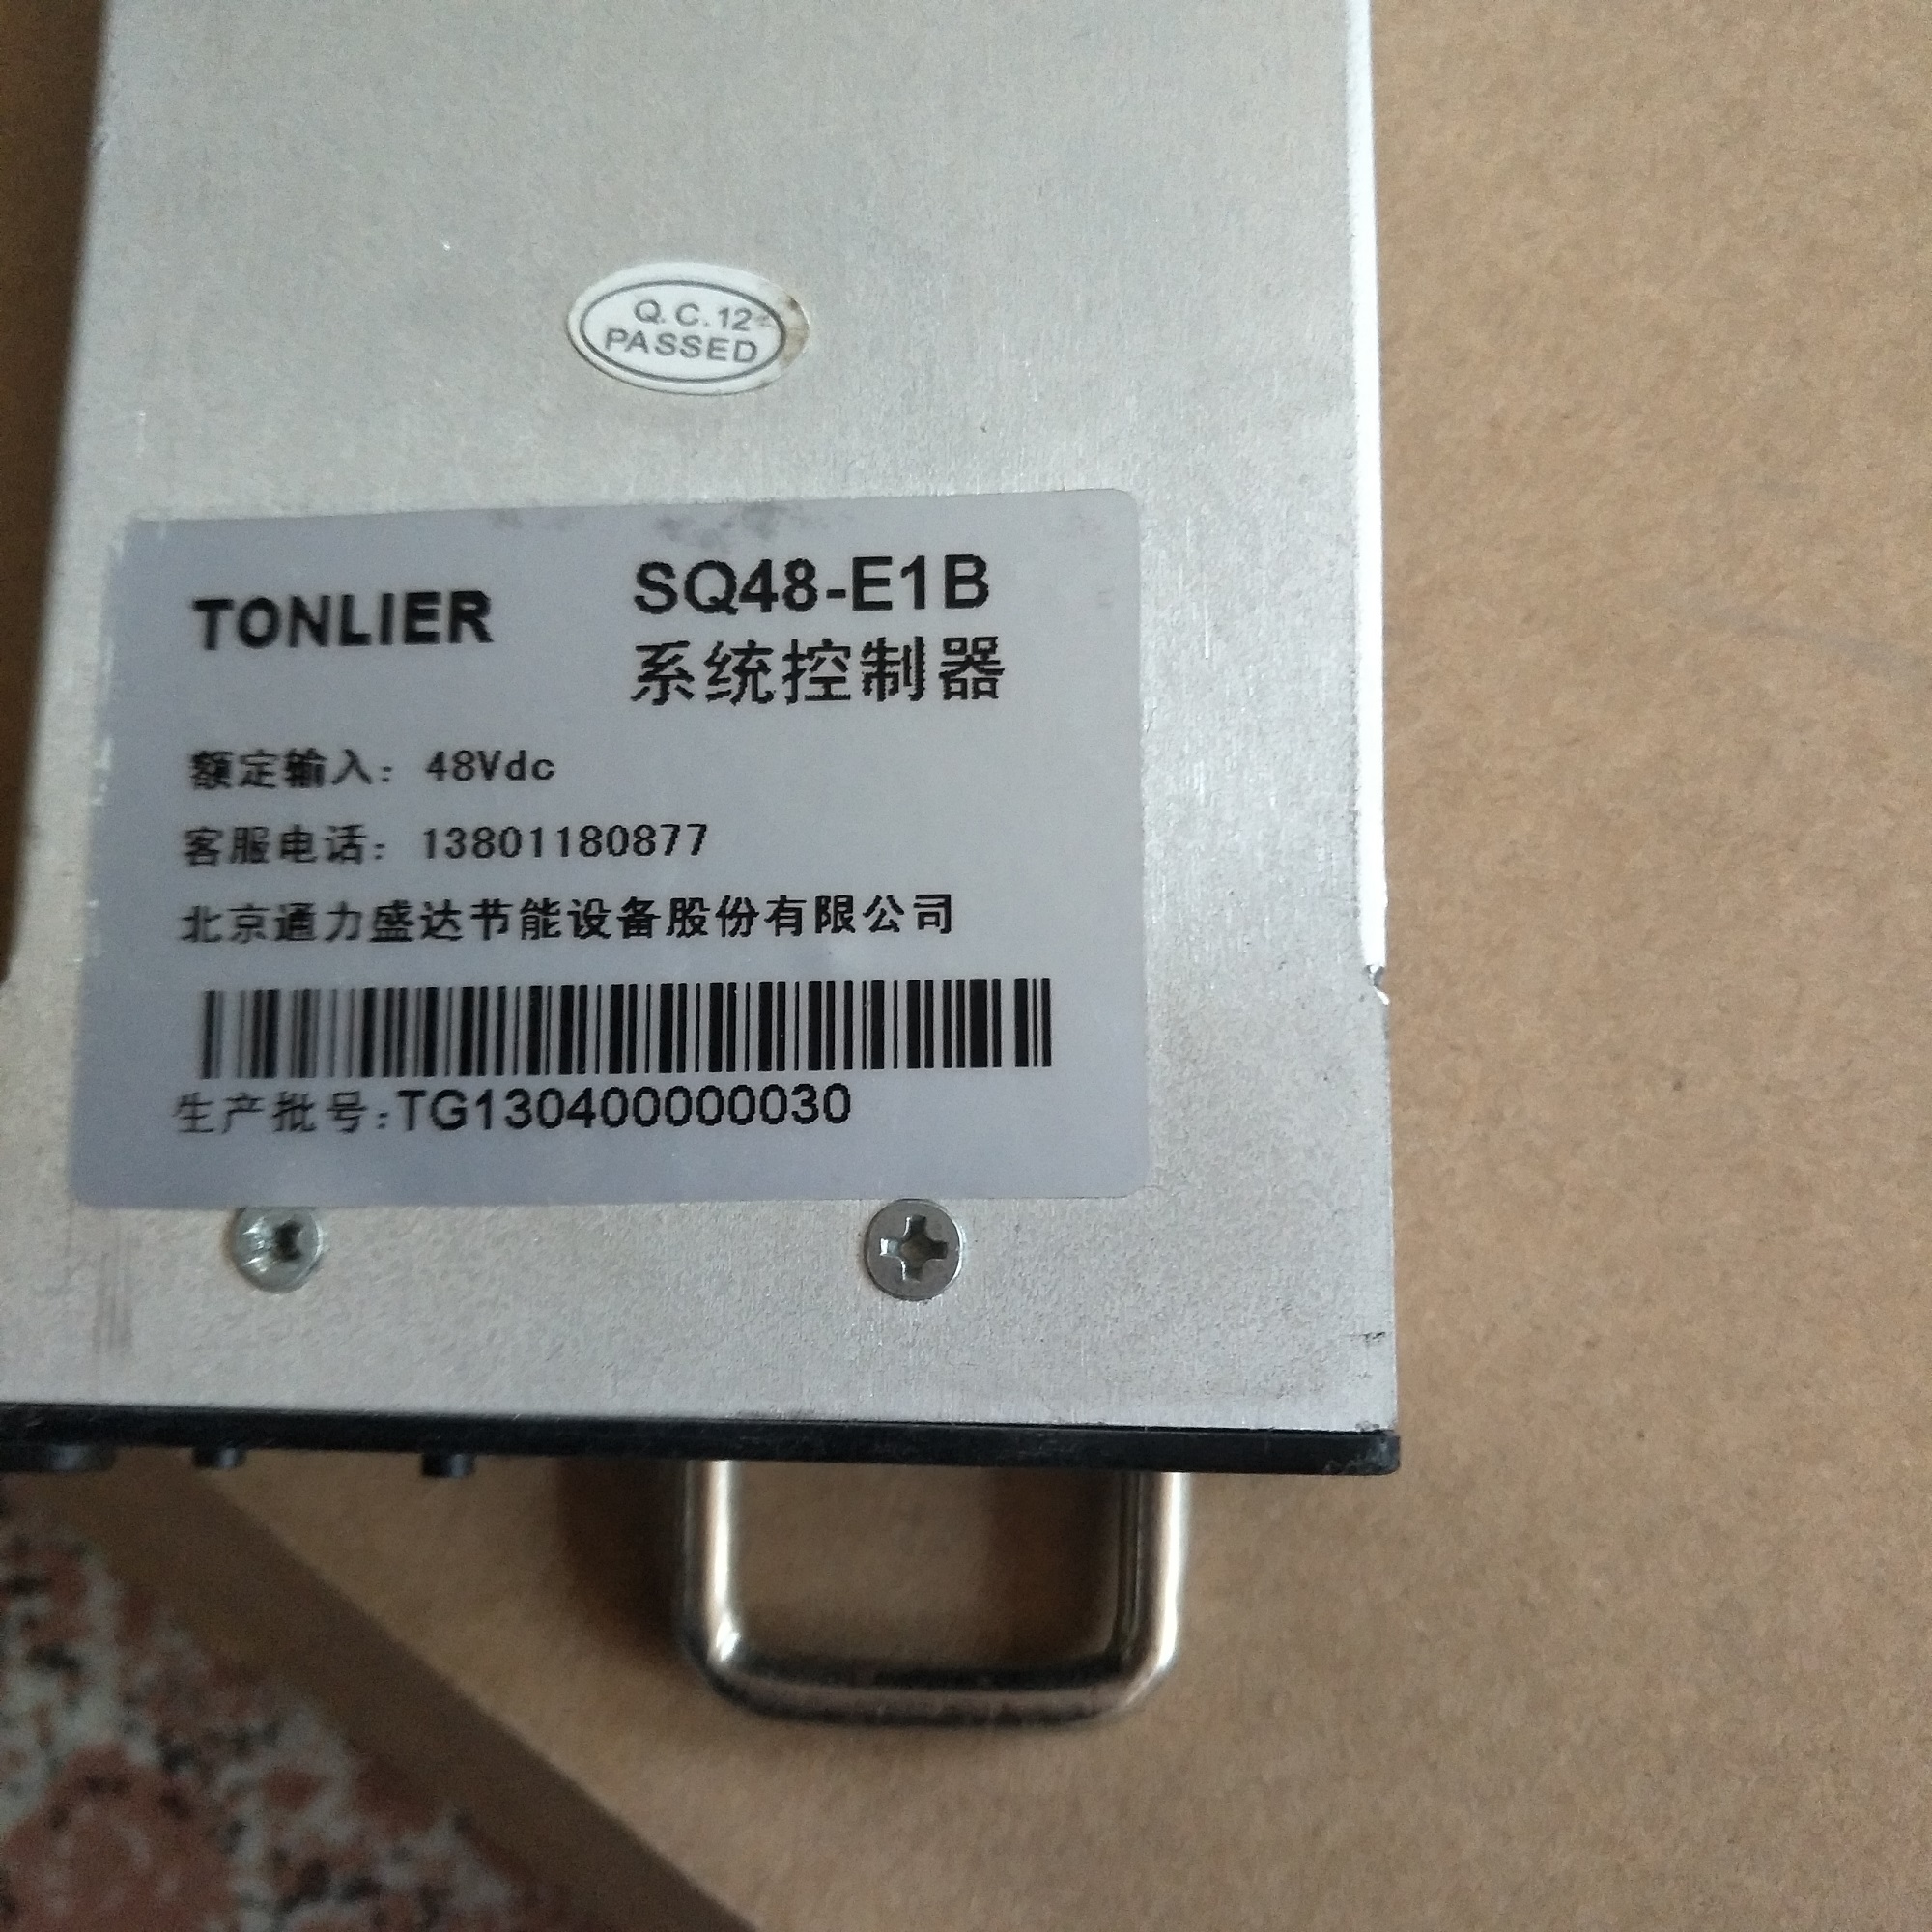 Q.C.12
PASSED
TONLIER
SQ48-E1B
系统控制器
额定输入: 48Vdc
客服电话: 13801180877
北京通力盛达节能设备股份有限公司
生产批号:TG130400000030